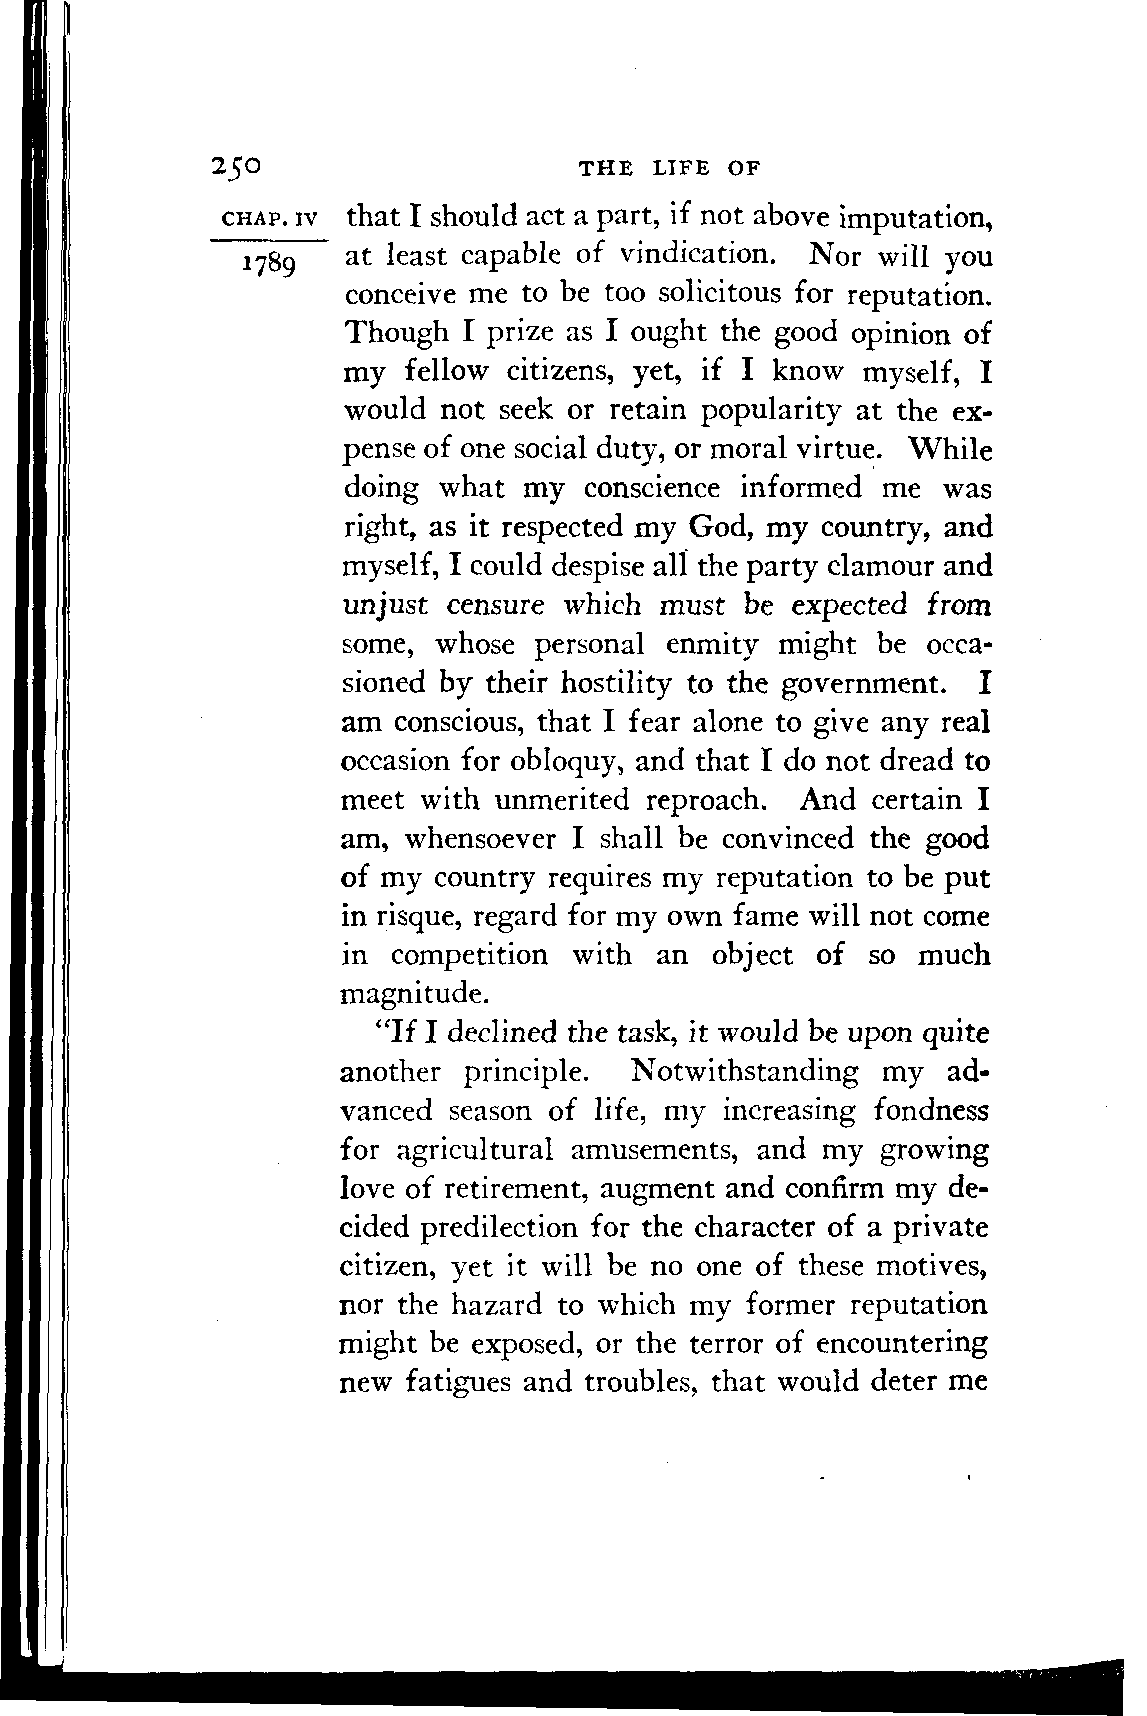 250 THE LIFE OF
CHAP. IV
1789
that I should act a part, if not above imputation,
at least capable of vindication. Nor will you
conceive me to be too solicitous for reputation.
Though I prize as I ought the good opinion of
my fellow citizens, yet, if I know myself, I
would not seek or retain popularity at the ex-
pense of one social duty, or moral virtue. While
doing what my conscience informed me was
right, as it respected my God, my country, and
myself, I could despise all the party clamour and
unjust censure which must be expected from
some, whose personal enmity might be occa-
sioned by their hostility to the government. I
am conscious, that I fear alone to give any real
occasion for obloquy, and that I do not dread to
meet with unmerited reproach. And certain I
am, whensoever I shall be convinced the good
of my country requires my reputation to be put
in risque, regard for my own fame will not come
in competition with an object of so much
magnitude.
“If I declined the task, it would be upon quite
another principle. Notwithstanding my ad-
vanced season of life, my increasing fondness
for agricultural amusements, and my growing
love of retirement, augment and confirm my de-
cided predilection for the character of a private
citizen, yet it will be no one of these motives,
nor the hazard to which my former reputation
might be exposed, or the terror of encountering
new fatigues and troubles, that would deter me